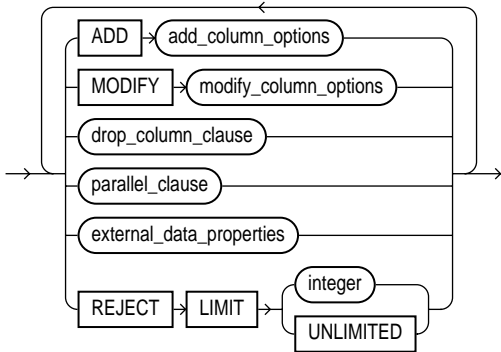 ADD add_column_options
MODIFY modify_column_options
drop_column_clause
parallel_clause
external_data_properties
integer
REJECT LIMIT
UNLIMITED